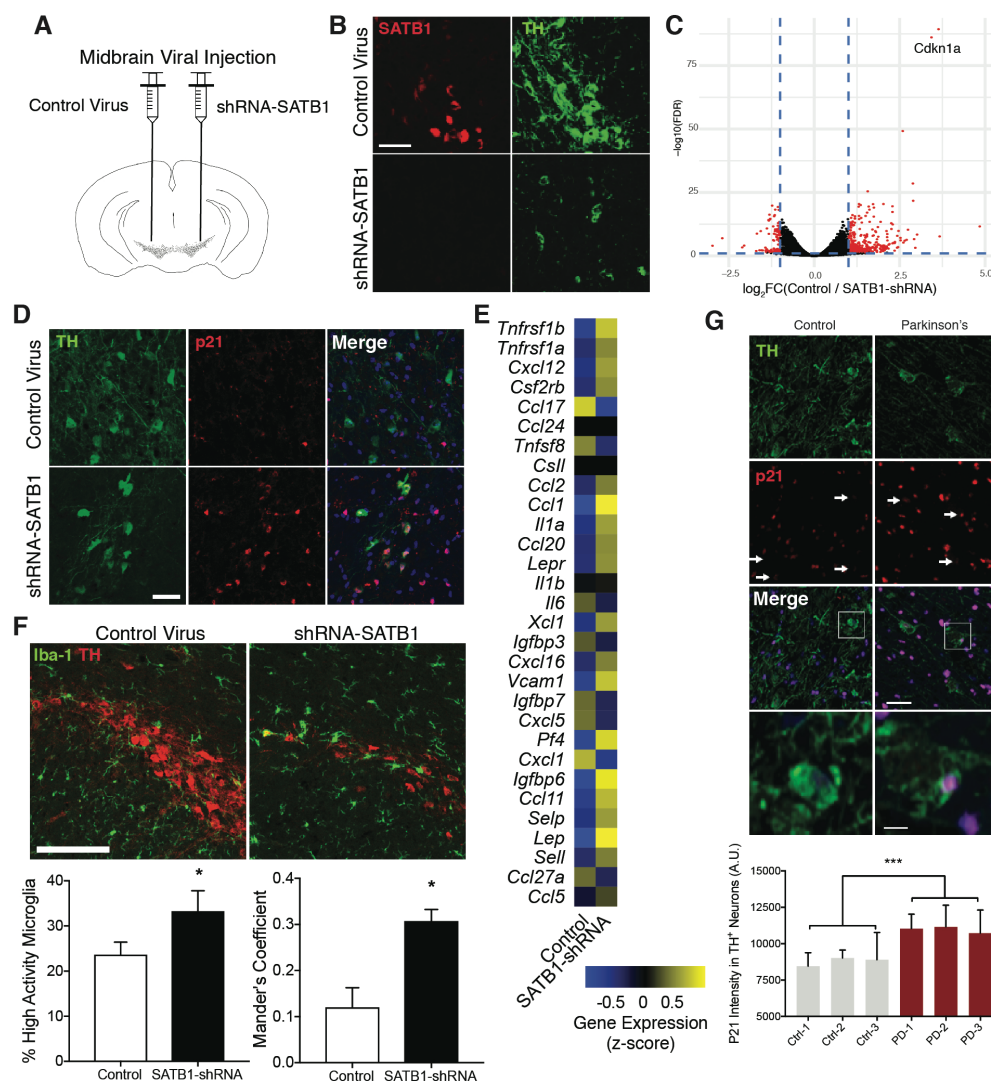 A
Midbrain Viral Injection
Control Virus
shRNA-SATB1
B
SATB1
TH
Control Virus
shRNA-SATB1
C
Cdkn1a
75
50
25
0
−log10(FDR)
−2.5
0.0
2.5
5.0
log2FC(Control / SATB1-shRNA)
D
TH
p21
Merge
Control Virus
shRNA-SATB1
E
Tnfrsf1b
Tnfrsf1a
Cxcl12
Csf2rb
Ccl17
Ccl24
Tnfsf8
Csll
Ccl2
Ccl1
Il1a
Ccl20
Lepr
Il1b
Il6
Xcl1
Igfbp3
Cxcl16
Vcam1
Igfbp7
Cxcl5
Pf4
Cxcl1
Igfbp6
Ccl11
Selp
Lep
Sell
Ccl27a
Ccl5
Control
SATB1-shRNA
-0.5
0
0.5
Gene Expression
(z-score)
F
Control Virus
shRNA-SATB1
Iba-1 TH
% High Activity Microglia
40
30
20
10
0
*
Control
SATB1-shRNA
Mander's Coefficient
0.4
0.3
0.2
0.1
0.0
*
Control
SATB1-shRNA
G
Control
Parkinson's
TH
p21
Merge
P21 Intensity in TH+ Neurons (A.U.)
15000
12500
10000
7500
5000
***
Ctrl-1
Ctrl-2
Ctrl-3
PD-1
PD-2
PD-3